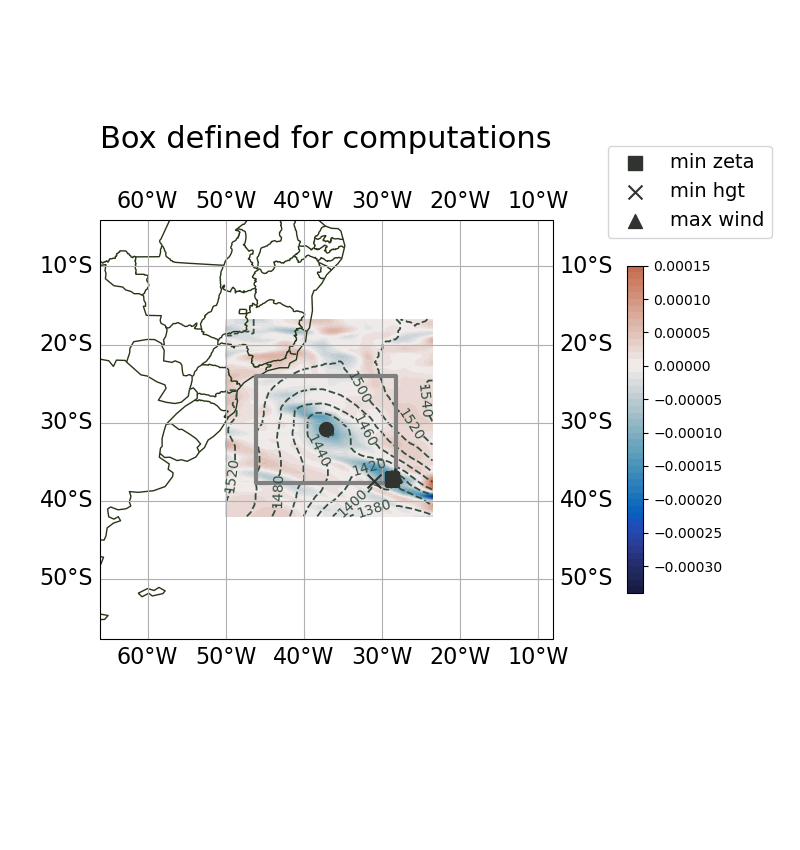 Box defined for computations
min zeta
min hgt
max wind
60°W 50°W 40°W 30°W 20°W 10°W
10°S 10°S
20°S 20°S
30°S 30°S
40°S 40°S
50°S 50°S
60°W 50°W 40°W 30°W 20°W 10°W
1500
1540
1520
1460
1440
1420
1520
1480
1400
1380
0.00015
0.00010
0.00005
0.00000
−0.00005
−0.00010
−0.00015
−0.00020
−0.00025
−0.00030